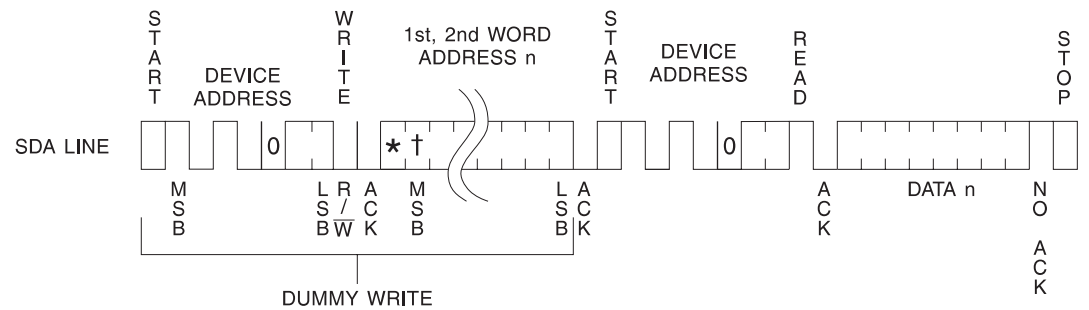 START
DEVICE
ADDRESS
WRITE
1st, 2nd WORD
ADDRESS n
START
DEVICE
ADDRESS
READ
STOP
SDA LINE
0
* †
0
MSB
LSB
R/W̅
ACK
MSB
LSB
ACK
ACK
DATA n
NO ACK
DUMMY WRITE